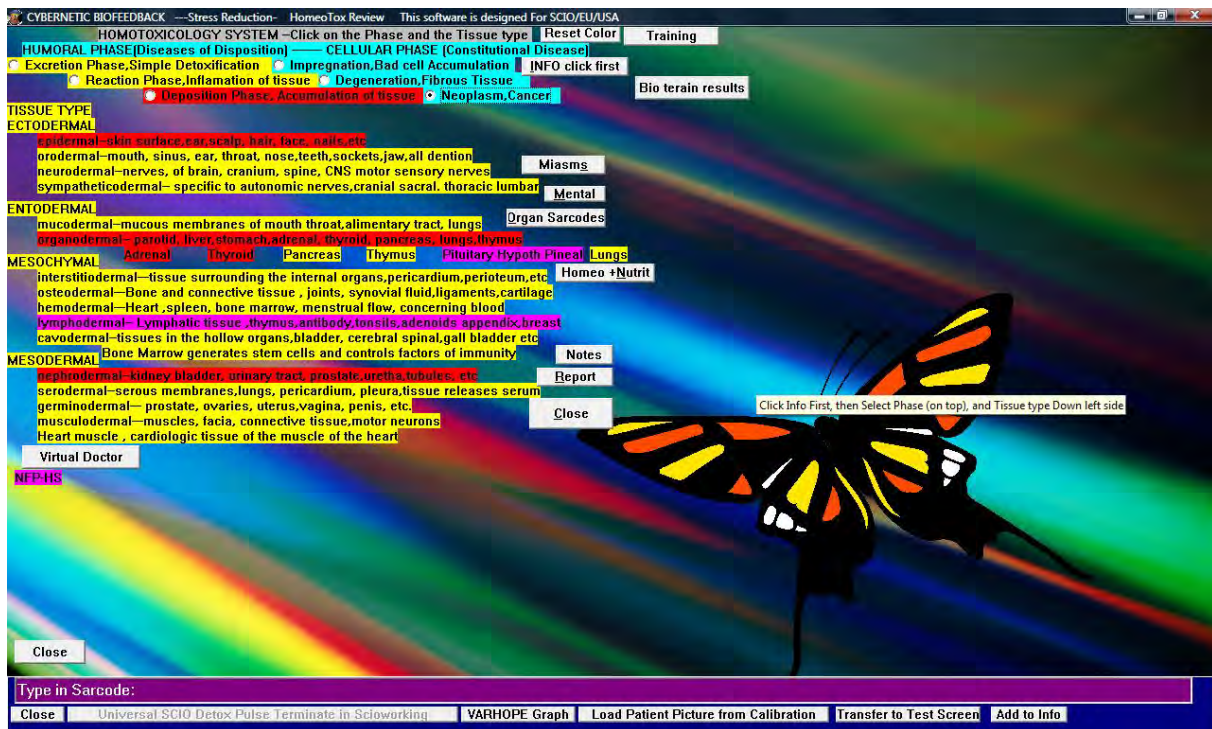 CYBERNETIC BIOFEEDBACK ---Stress Reduction- HomeoTox Review This software is designed For SCIO/EU/USA
HOMOTOXICOLOGY SYSTEM –Click on the Phase and the Tissue type
Reset Color
Training
HUMORAL PHASE(Diseases of Disposition) —— CELLULAR PHASE (Constitutional Disease)
Excretion Phase,Simple Detoxification
Impregnation,Bad cell Accumulation
INFO click first
Reaction Phase,Inflamation of tissue
Degeneration,Fibrous Tissue
Bio terain results
Deposition Phase, Accumulation of tissue
Neoplasm,Cancer
TISSUE TYPE
ECTODERMAL
epidermal–skin surface,ear,scalp, hair, face, nails,etc
orodermal–mouth, sinus, ear, throat, nose,teeth,sockets,jaw,all dention
neurodermal–nerves, of brain, cranium, spine, CNS motor sensory nerves
Miasms
sympatheticodermal– specific to autonomic nerves,cranial sacral. thoracic lumbar
Mental
ENTODERMAL
mucodermal–mucous membranes of mouth throat,alimentary tract, lungs
Organ Sarcodes
organodermal– parotid, liver,stomach,adrenal, thyroid, pancreas, lungs,thymus
Adrenal Thyroid Pancreas Thymus Pituitary Hypoth Pineal Lungs
MESOCHYMAL
interstitiodermal—tissue surrounding the internal organs,pericardium,perioteum,etc
Homeo +Nutrit
osteodermal–Bone and connective tissue , joints, synovial fluid,ligaments,cartilage
hemodermal–Heart ,spleen, bone marrow, menstrual flow, concerning blood
lymphodermal– Lymphatic tissue ,thymus,antibody,tonsils,adenoids appendix,breast
cavodermal–tissues in the hollow organs,bladder, cerebral spinal,gall bladder etc
Bone Marrow generates stem cells and controls factors of immunity
Notes
MESODERMAL
nephrodermal–kidney bladder, urinary tract, prostate,uretha,tubules, etc
Report
serodermal–serous membranes,lungs, pericardium, pleura,tissue releases serum
germinodermal— prostate, ovaries, uterus,vagina, penis, etc.
Close
Click Info First, then Select Phase (on top), and Tissue type Down left side
musculodermal–muscles, facia, connective tissue,motor neurons
Heart muscle , cardiologic tissue of the muscle of the heart
Virtual Doctor
NFP-HS
Close
Type in Sarcode:
Close
Universal SCIO Detox Pulse Terminate in Scioworking
VARHOPE Graph
Load Patient Picture from Calibration
Transfer to Test Screen
Add to Info